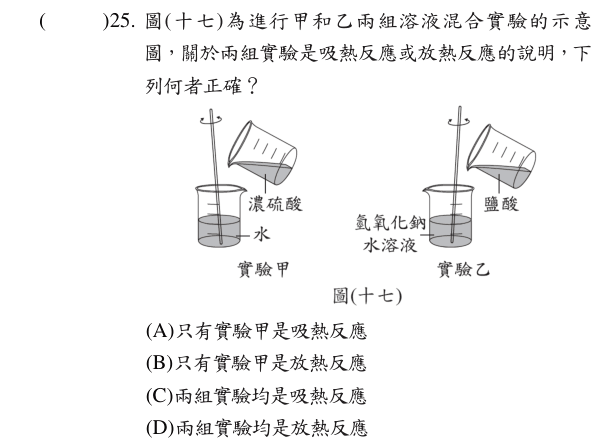 (　　)25. 圖(十七)為進行甲和乙兩組溶液混合實驗的示意
圖，關於兩組實驗是吸熱反應或放熱反應的說明，下
列何者正確？
濃硫酸
水
實驗甲
鹽酸
氫氧化鈉
水溶液
實驗乙
圖(十七)
(A)只有實驗甲是吸熱反應
(B)只有實驗甲是放熱反應
(C)兩組實驗均是吸熱反應
(D)兩組實驗均是放熱反應